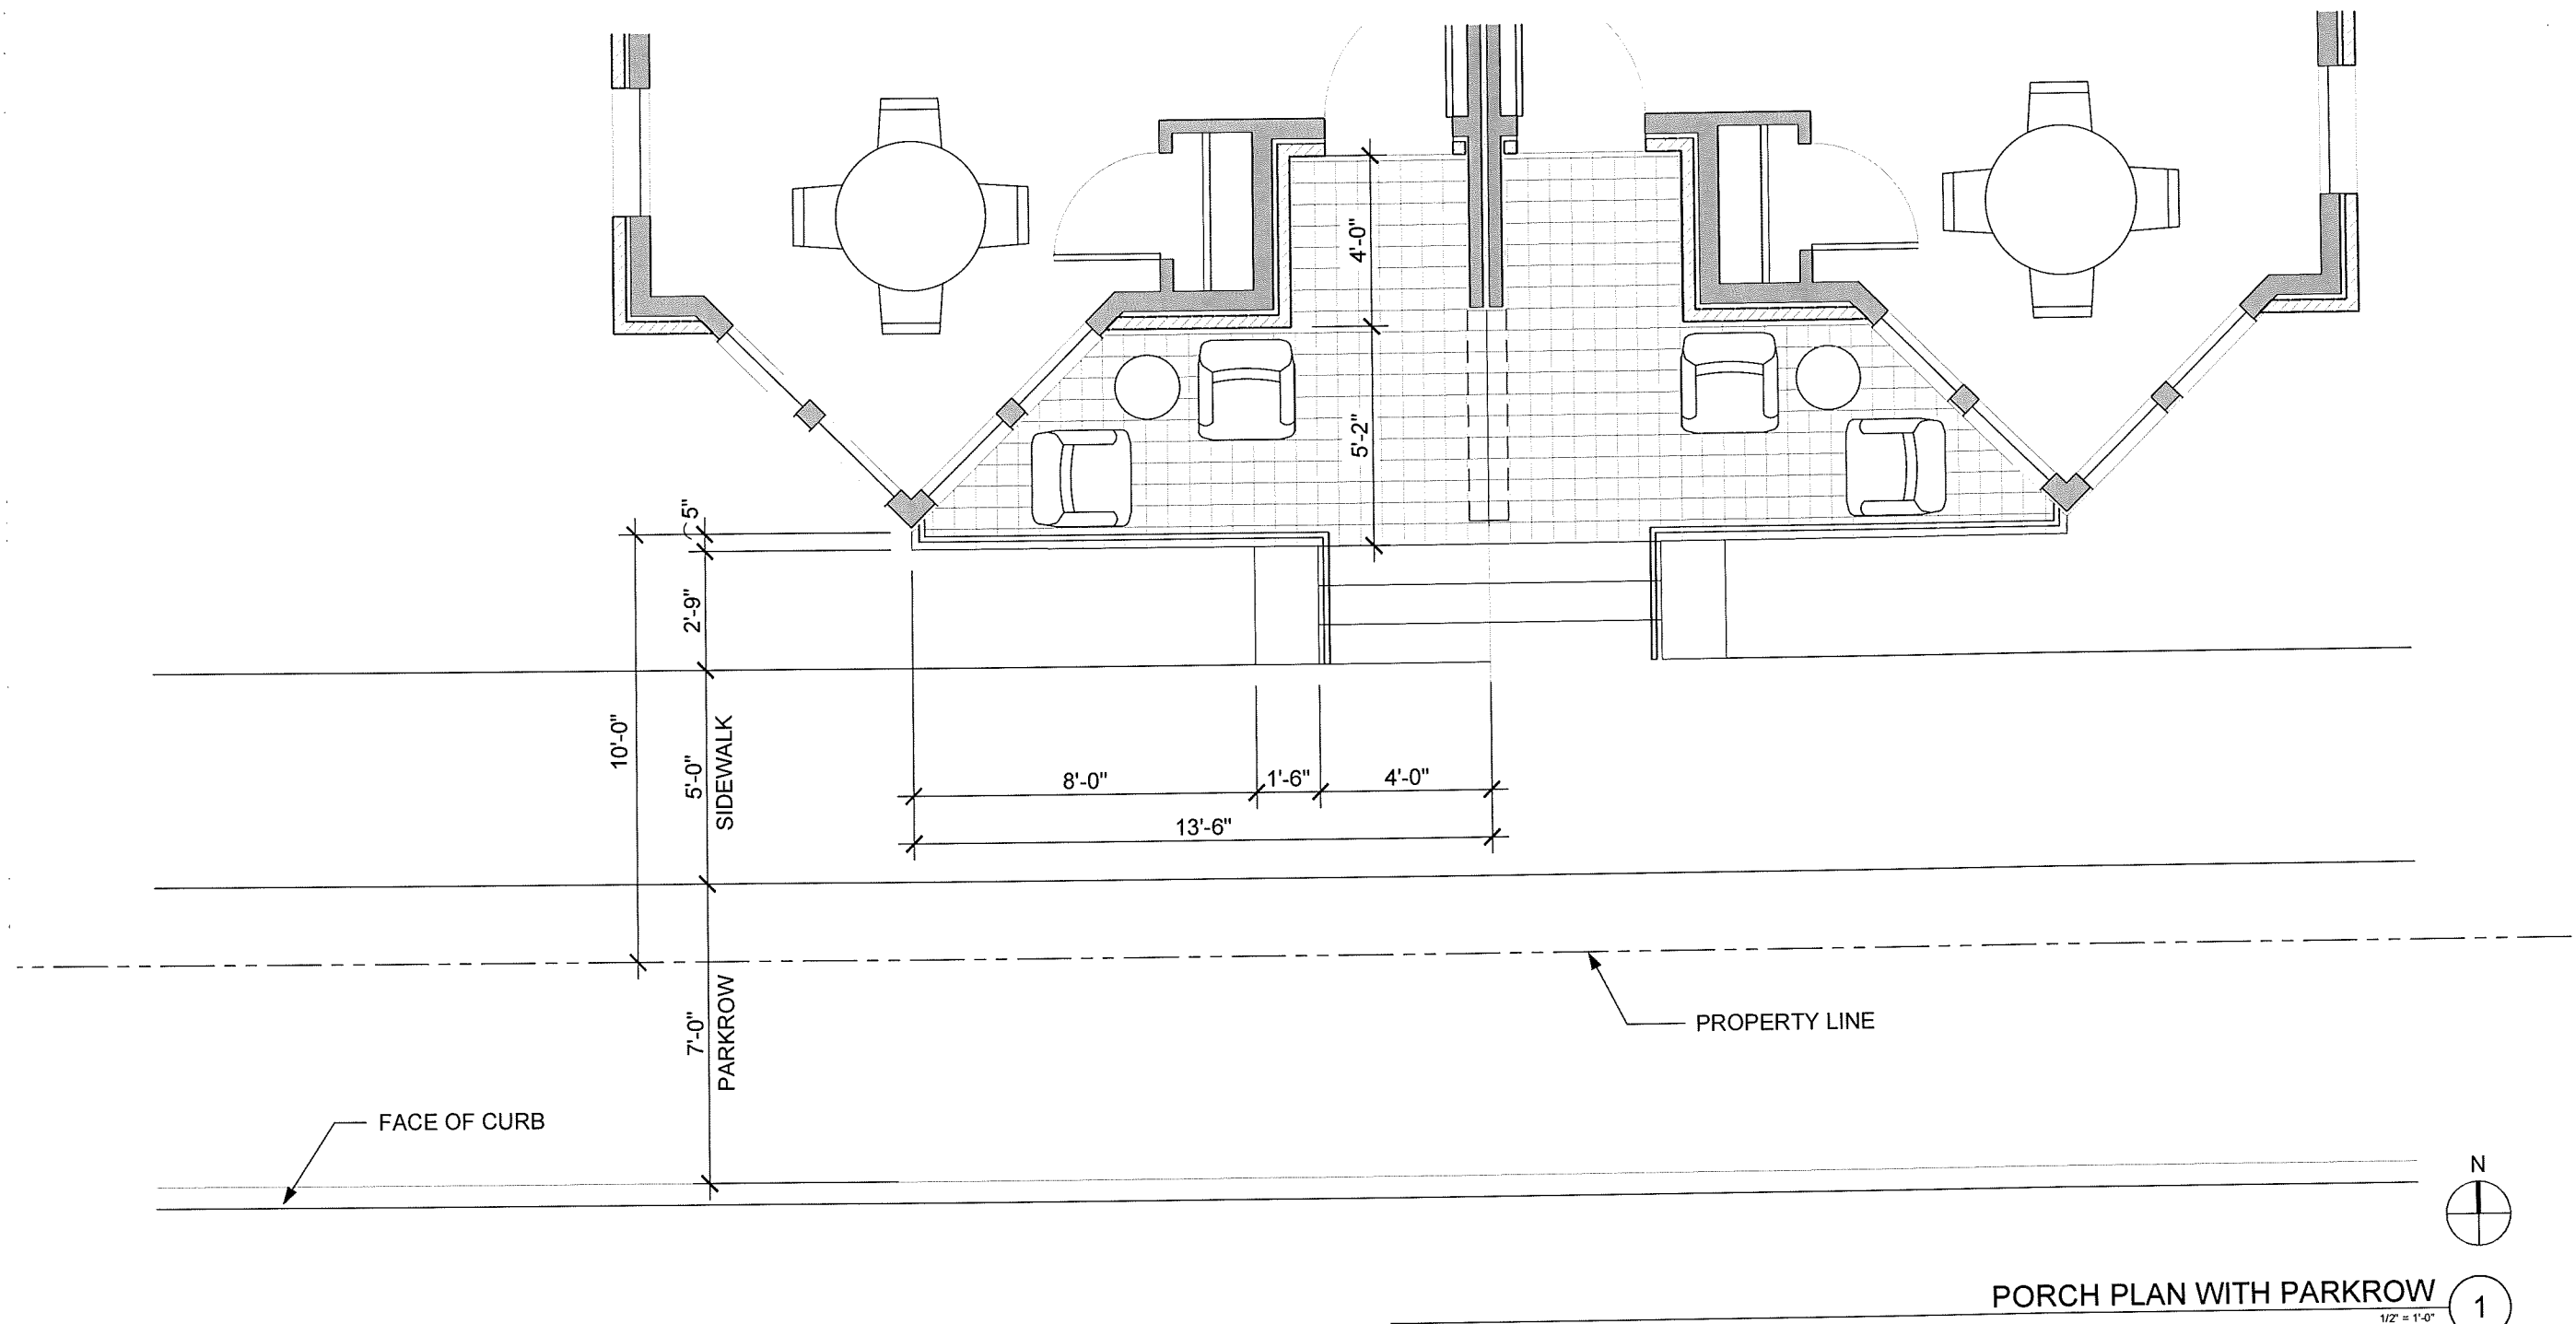 4'-0"
5'-2"
5"
2'-9"
10'-0"
5'-0"
SIDEWALK
8'-0"
1'-6"
4'-0"
13'-6"
7'-0"
PARKROW
PROPERTY LINE
FACE OF CURB
N
PORCH PLAN WITH PARKROW
1/2" = 1'-0"
1